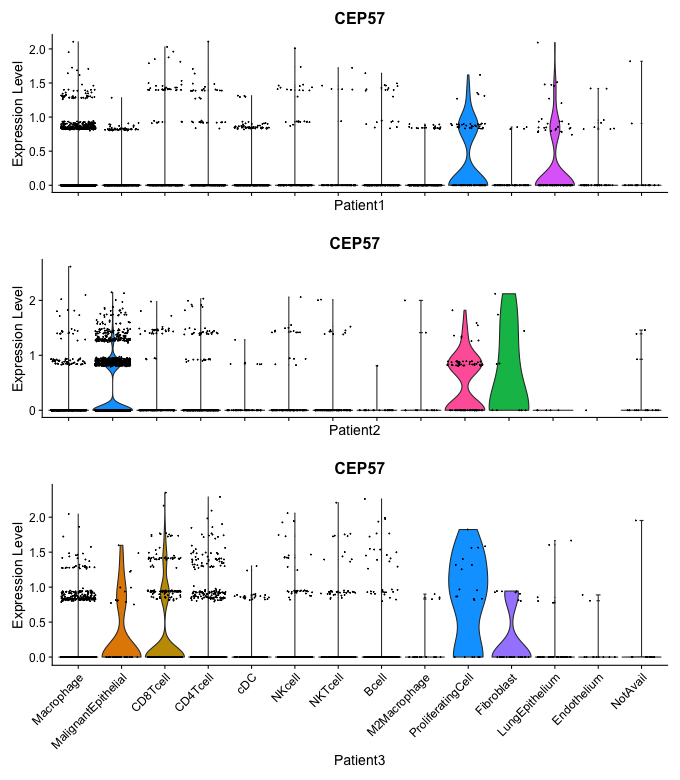 CEP57
Expression Level
2.0
1.5
1.0
0.5
0.0
Patient1
CEP57
Expression Level
2
1
0
Patient2
CEP57
Expression Level
2.0
1.5
1.0
0.5
0.0
Macrophage
MalignantEpithelial
CD8Tcell
CD4Tcell
cDC
NKcell
NKTcell
Bcell
M2Macrophage
ProliferatingCell
Fibroblast
LungEpithelium
Endothelium
NotAvail
Patient3